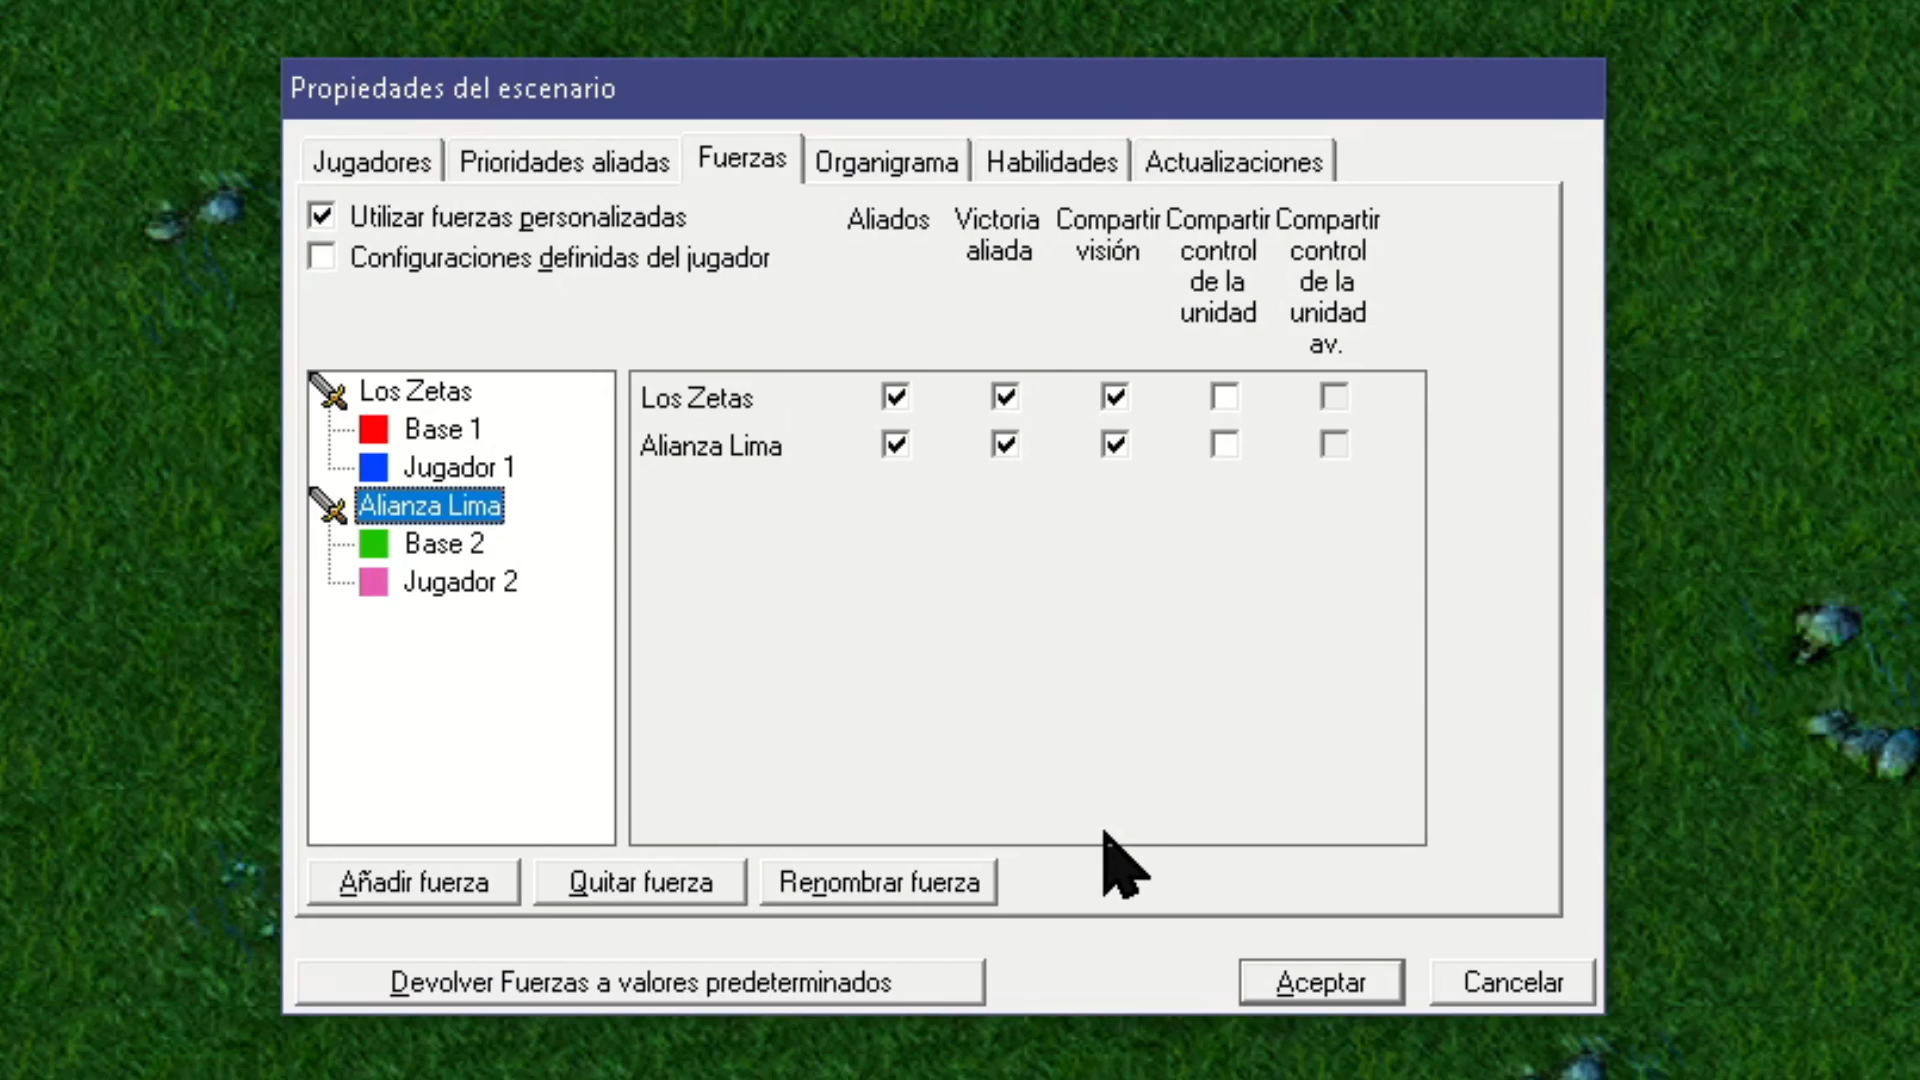 Propiedades del escenario
Jugadores
Prioridades aliadas
Fuerzas
Organigrama
Habilidades
Actualizaciones
Utilizar fuerzas personalizadas
Configuraciones definidas del jugador
Aliados
Victoria
aliada
Compartir
visión
Compartir
control
de la
unidad
Compartir
control
de la
unidad
av.
Los Zetas
Base 1
Jugador 1
Alianza Lima
Base 2
Jugador 2
Los Zetas
Alianza Lima
Añadir fuerza
Quitar fuerza
Renombrar fuerza
Devolver Fuerzas a valores predeterminados
Aceptar
Cancelar